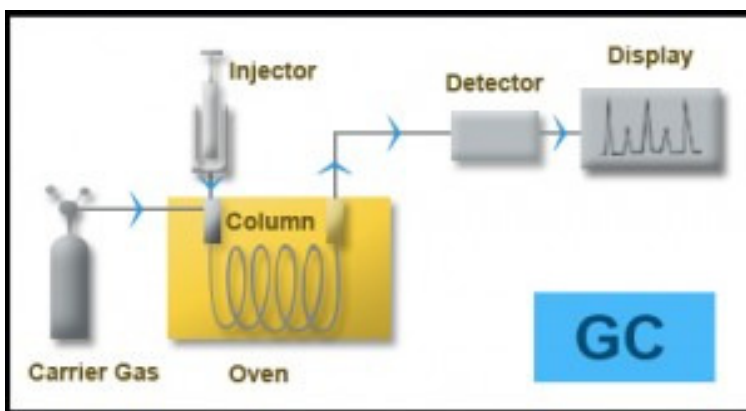 Display
Injector
Detector
Column
Carrier Gas
Oven
GC